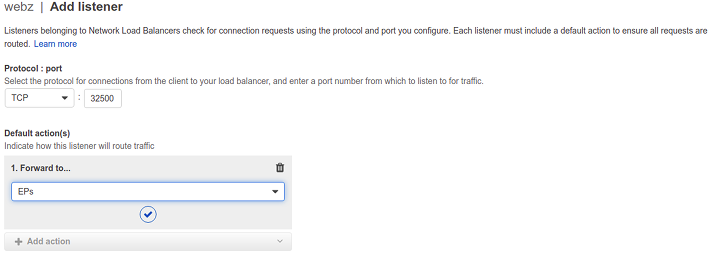 webz | Add listener
Listeners belonging to Network Load Balancers check for connection requests using the protocol and port you configure. Each listener must include a default action to ensure all requests are
routed. Learn more
Protocol : port
Select the protocol for connections from the client to your load balancer, and enter a port number from which to listen to for traffic.
TCP : 32500
Default action(s)
Indicate how this listener will route traffic
1. Forward to...
EPs
Add action